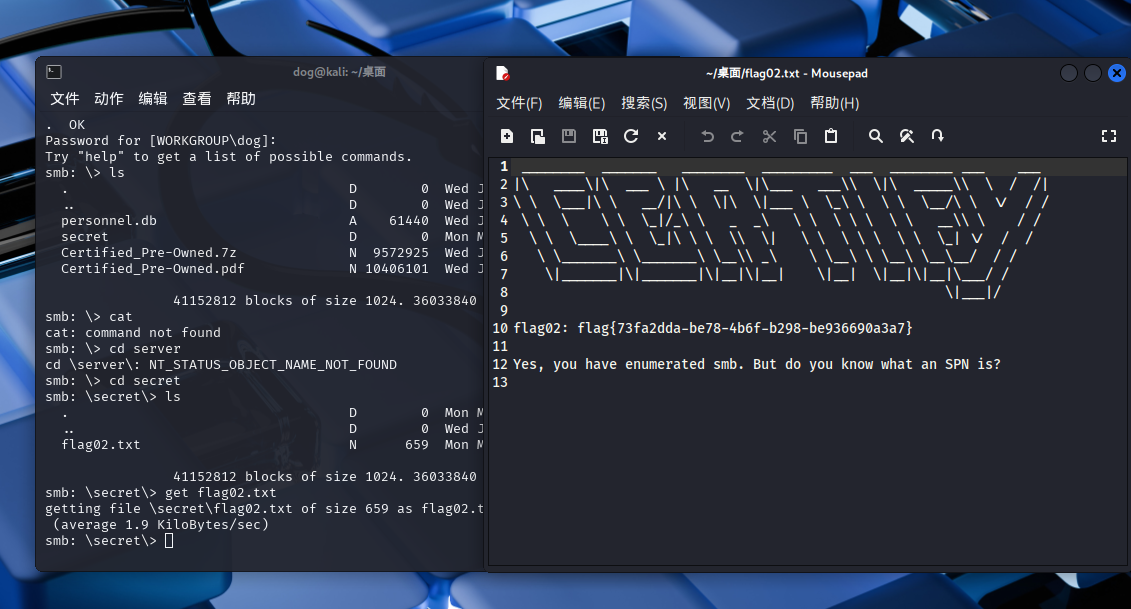 dog@kali: ~/桌面
文件 动作 编辑 查看 帮助
. OK
Password for [WORKGROUP\dog]:
Try "help" to get a list of possible commands.
smb: \> ls
. D 0 Wed J
.. D 0 Wed J
personnel.db A 61440 Wed J
secret D 0 Mon M
Certified_Pre-Owned.7z N 9572925 Wed J
Certified_Pre-Owned.pdf N 10406101 Wed J
41152812 blocks of size 1024. 36033840
smb: \> cat
cat: command not found
smb: \> cd server
cd \server\: NT_STATUS_OBJECT_NAME_NOT_FOUND
smb: \> cd secret
smb: \secret\> ls
. D 0 Mon M
.. D 0 Wed J
flag02.txt N 659 Mon M
41152812 blocks of size 1024. 36033840
smb: \secret\> get flag02.txt
getting file \secret\flag02.txt of size 659 as flag02.t
(average 1.9 KiloBytes/sec)
smb: \secret\>
~/桌面/flag02.txt - Mousepad
文件(F) 编辑(E) 搜索(S) 视图(V) 文档(D) 帮助(H)
1
2
3
4
5
6
7
8
9
10 flag02: flag{73fa2dda-be78-4b6f-b298-be936690a3a7}
11
12 Yes, you have enumerated smb. But do you know what an SPN is?
13